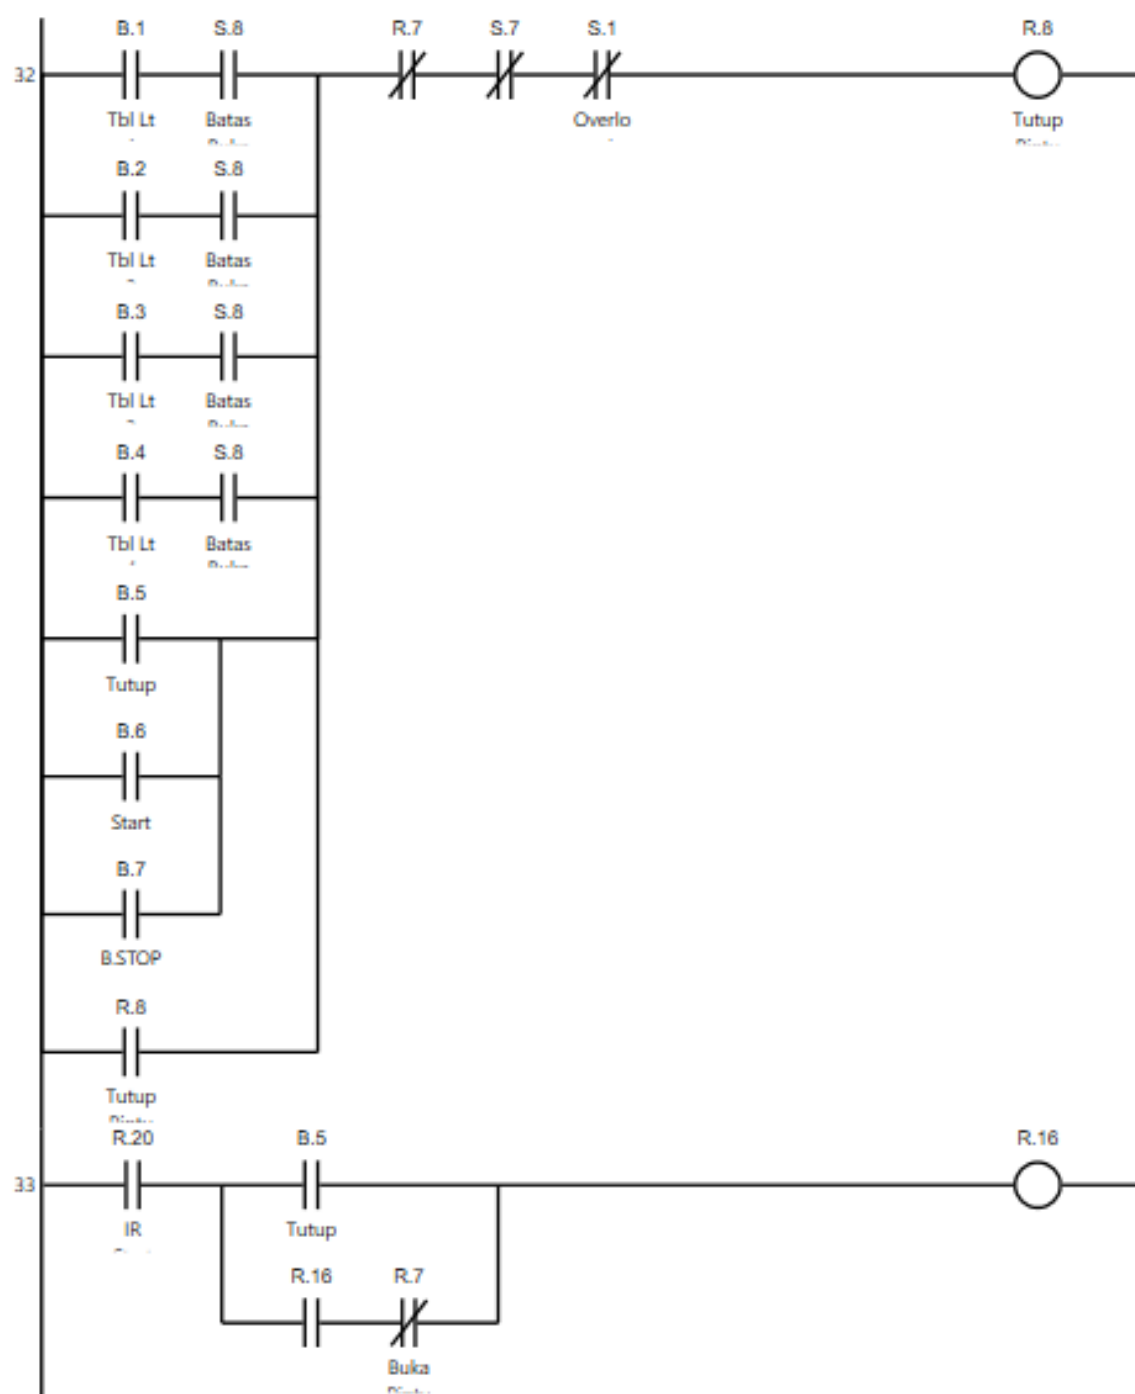 B.1 S.8 R.7 S.7 S.1 R.8
32
Tbl Lt Batas Overlo Tutup
B.2 S.8
Tbl Lt Batas
B.3 S.8
Tbl Lt Batas
B.4 S.8
Tbl Lt Batas
B.5
Tutup
B.6
Start
B.7
B.STOP
R.8
Tutup
R.20 B.5 R.16
33
IR Tutup
R.16 R.7
Buka